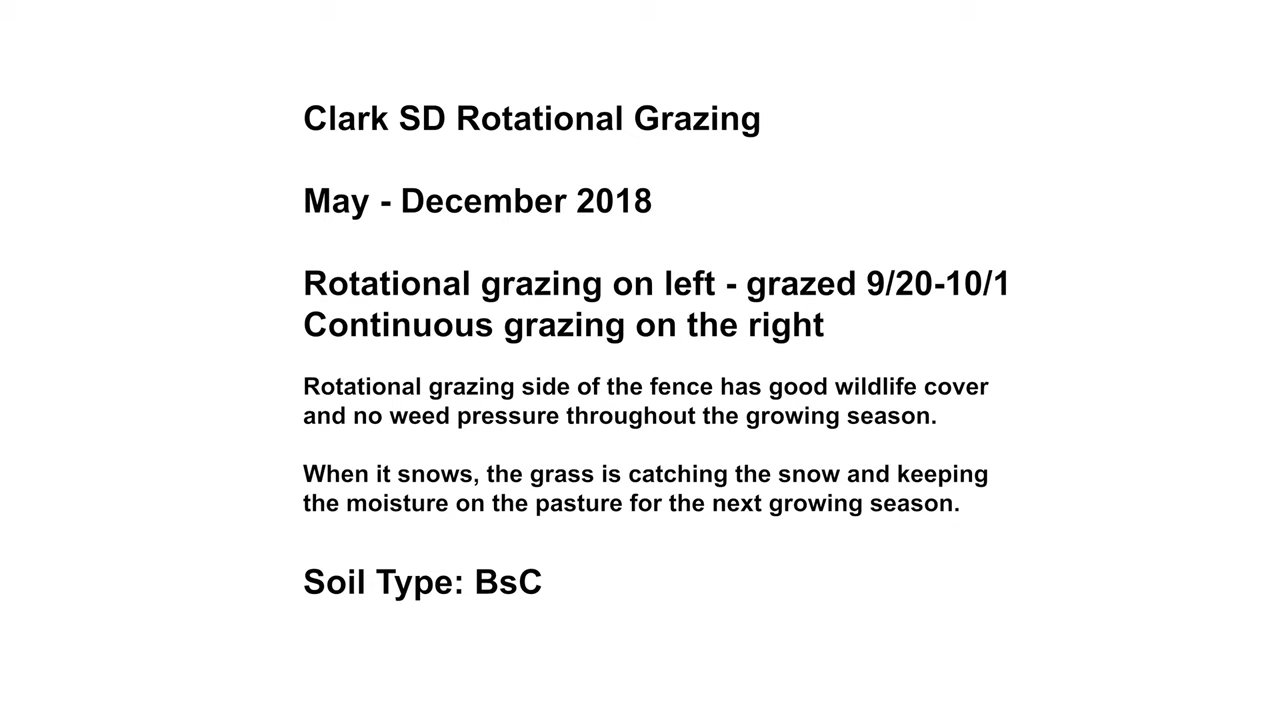 Clark SD Rotational Grazing
May - December 2018
Rotational grazing on left - grazed 9/20-10/1
Continuous grazing on the right
Rotational grazing side of the fence has good wildlife cover
and no weed pressure throughout the growing season.
When it snows, the grass is catching the snow and keeping
the moisture on the pasture for the next growing season.
Soil Type: BsC